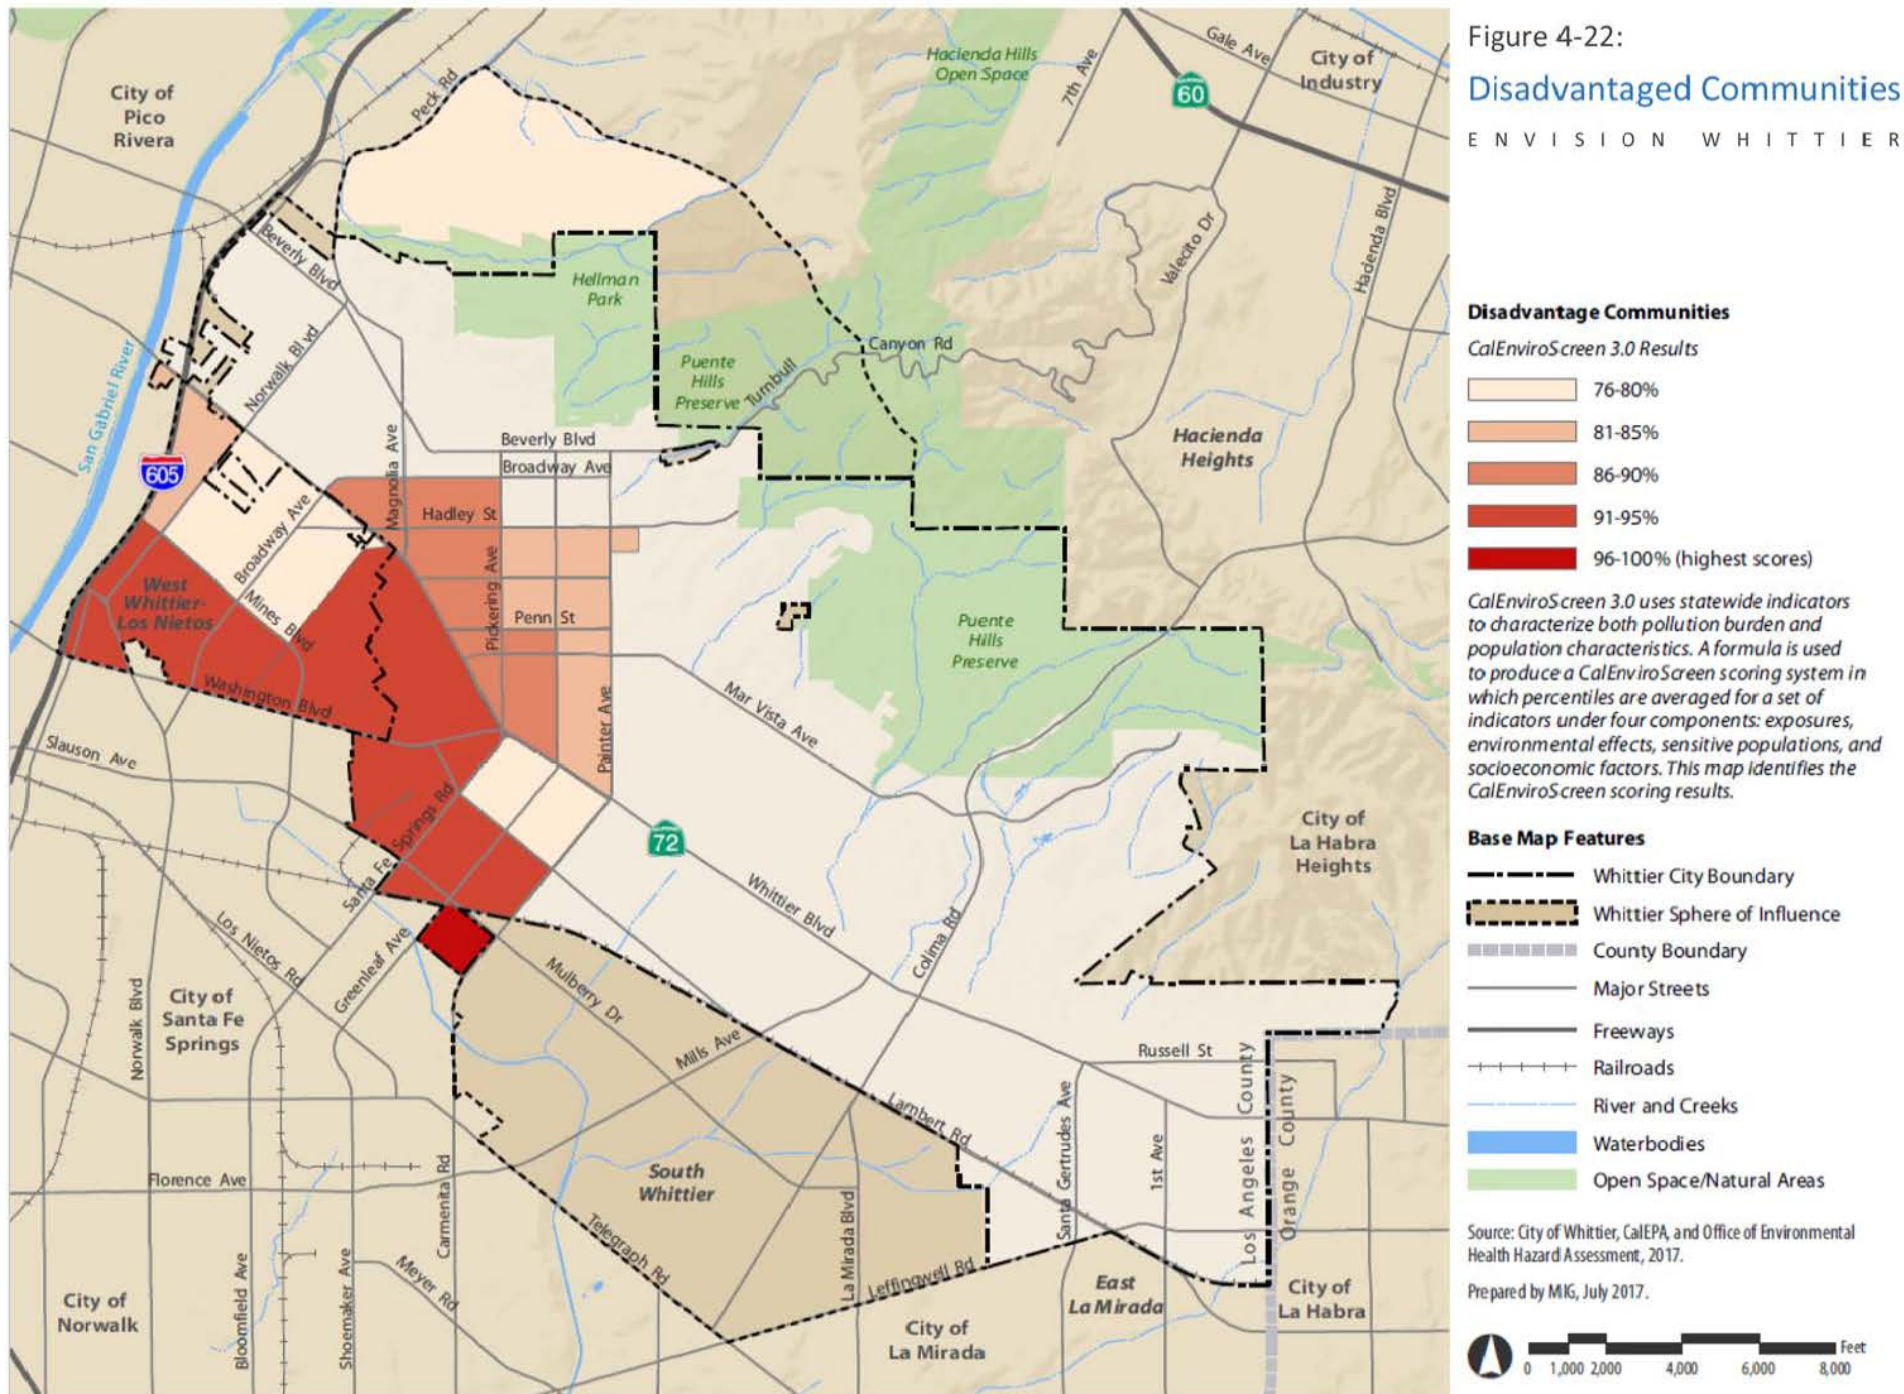 Figure 4-22:
Disadvantaged Communities
ENVISION WHITTIER
Disadvantage Communities
CalEnviroScreen 3.0 Results
76-80%
81-85%
86-90%
91-95%
96-100% (highest scores)
CalEnviroScreen 3.0 uses statewide indicators
to characterize both pollution burden and
population characteristics. A formula is used
to produce a CalEnviroScreen scoring system in
which percentiles are averaged for a set of
indicators under four components: exposures,
environmental effects, sensitive populations, and
socioeconomic factors. This map identifies the
CalEnviroScreen scoring results.
Base Map Features
Whittier City Boundary
Whittier Sphere of Influence
County Boundary
Major Streets
Freeways
Railroads
River and Creeks
Waterbodies
Open Space/Natural Areas
Source: City of Whittier, CalEPA, and Office of Environmental
Health Hazard Assessment, 2017.
Prepared by MIG, July 2017.
0 1,000 2,000 4,000 6,000 8,000 Feet
City of
Pico
Rivera
Peck Rd
Hacienda Hills
Open Space
7th Ave
60
Gale Ave
City of
Industry
Hadenda Blvd
Valecito Dr
Beverly Blvd
Hellman
Park
Norwalk Blvd
San Gabriel River
Puente
Hills
Preserve
Turnbull
Canyon Rd
Beverly Blvd
Broadway Ave
Hacienda
Heights
605
Magnolia Ave
Hadley St
Broadway Ave
West
Whittier-
Los Nietos
Mines Blvd
Pickering Ave
Penn St
Puente
Hills
Preserve
Washington Blvd
Mar Vista Ave
Painter Ave
Slauson Ave
Santa Fe Springs Rd
72
City of
La Habra
Heights
Whittier Blvd
Colima Rd
Los Nietos Rd
Greenleaf Ave
Mulberry Dr
Norwalk Blvd
City of
Santa Fe
Springs
Mills Ave
Russell St
Lambert Rd
Santa Gertrudes Ave
1st Ave
Los Angeles County
Orange County
Florence Ave
South
Whittier
Carmenita Rd
La Mirada Blvd
Telegraph Rd
Leffingwell Rd
Bloomfield Ave
Shoemaker Ave
Meyer Rd
City of
Norwalk
East
La Mirada
City of
La Habra
City of
La Mirada